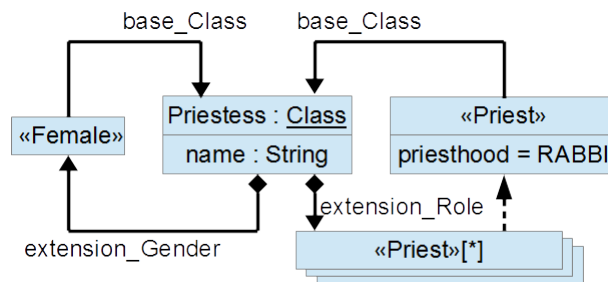 base_Class
base_Class
Priestess : Class
«Priest»
«Female»
name : String
priesthood = RABBI
extension_Role
extension_Gender
«Priest»[*]